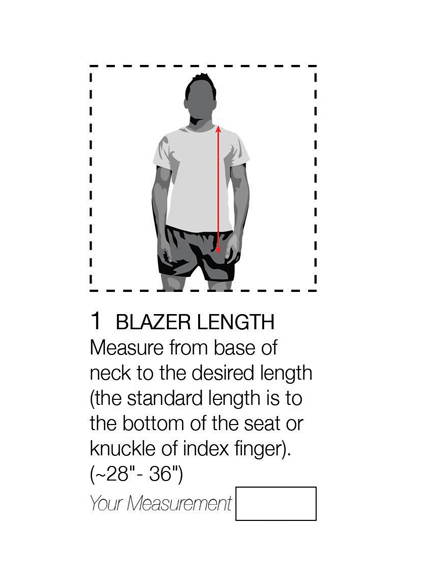 1 BLAZER LENGTH
Measure from base of
neck to the desired length
(the standard length is to
the bottom of the seat or
knuckle of index finger).
(~28"- 36")
Your Measurement